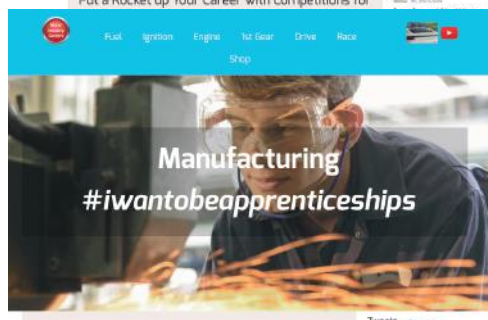 Put a Rocket up Your Career with Competitions for
Fuel Ignition Engine 1st Gear Drive Race
Shop
Manufacturing
#iwantobeapprenticeships
Tweets